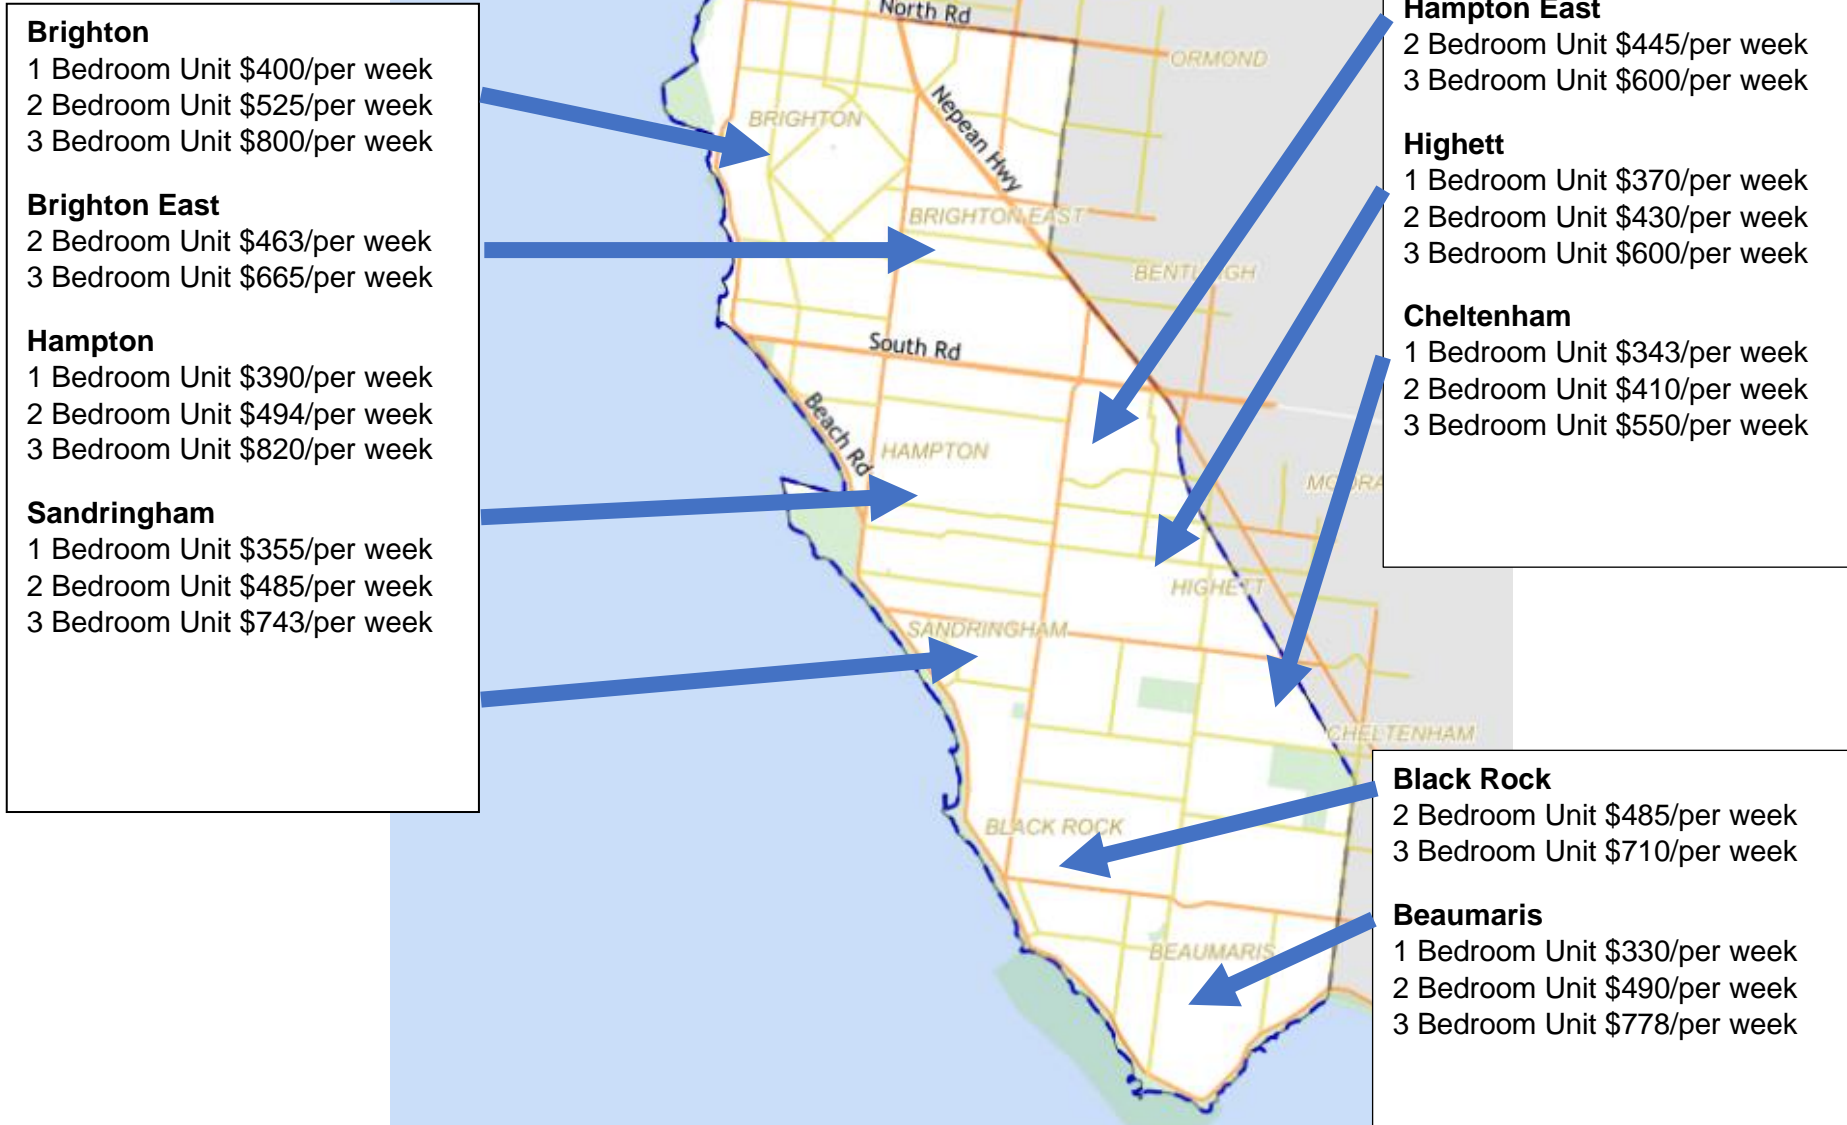 Brighton
1 Bedroom Unit $400/per week
2 Bedroom Unit $525/per week
3 Bedroom Unit $800/per week
Brighton East
2 Bedroom Unit $463/per week
3 Bedroom Unit $665/per week
Hampton
1 Bedroom Unit $390/per week
2 Bedroom Unit $494/per week
3 Bedroom Unit $820/per week
Sandringham
1 Bedroom Unit $355/per week
2 Bedroom Unit $485/per week
3 Bedroom Unit $743/per week
North Rd
ORMOND
BRIGHTON
Nepean Hwy
BRIGHTON EAST
BENTLEIGH
South Rd
Beach Rd
HAMPTON
HIGHETT
SANDRINGHAM
CHELTENHAM
BLACK ROCK
BEAUMARIS
Hampton East
2 Bedroom Unit $445/per week
3 Bedroom Unit $600/per week
Highett
1 Bedroom Unit $370/per week
2 Bedroom Unit $430/per week
3 Bedroom Unit $600/per week
Cheltenham
1 Bedroom Unit $343/per week
2 Bedroom Unit $410/per week
3 Bedroom Unit $550/per week
Black Rock
2 Bedroom Unit $485/per week
3 Bedroom Unit $710/per week
Beaumaris
1 Bedroom Unit $330/per week
2 Bedroom Unit $490/per week
3 Bedroom Unit $778/per week